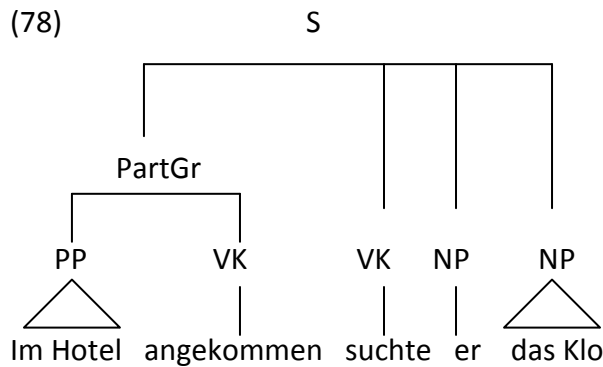 (78) S
PartGr
PP VK VK NP NP
Im Hotel angekommen suchte er das Klo